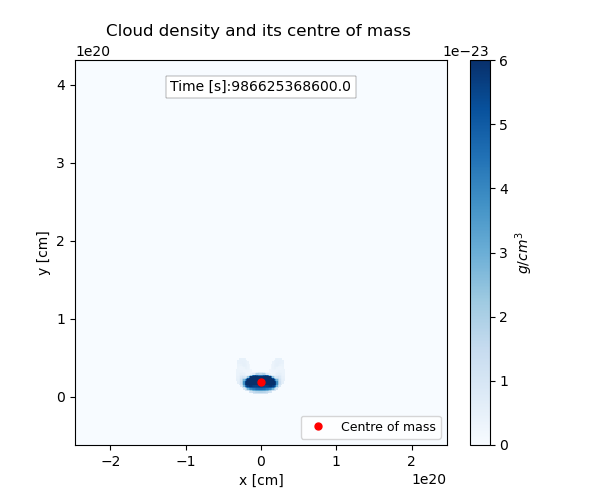 Cloud density and its centre of mass
1e20
1e−23
Time [s]:986625368600.0
4
3
2
1
0
y [cm]
6
5
4
3
2
1
0
g/cm³
Centre of mass
−2
−1
0
1
2
1e20
x [cm]